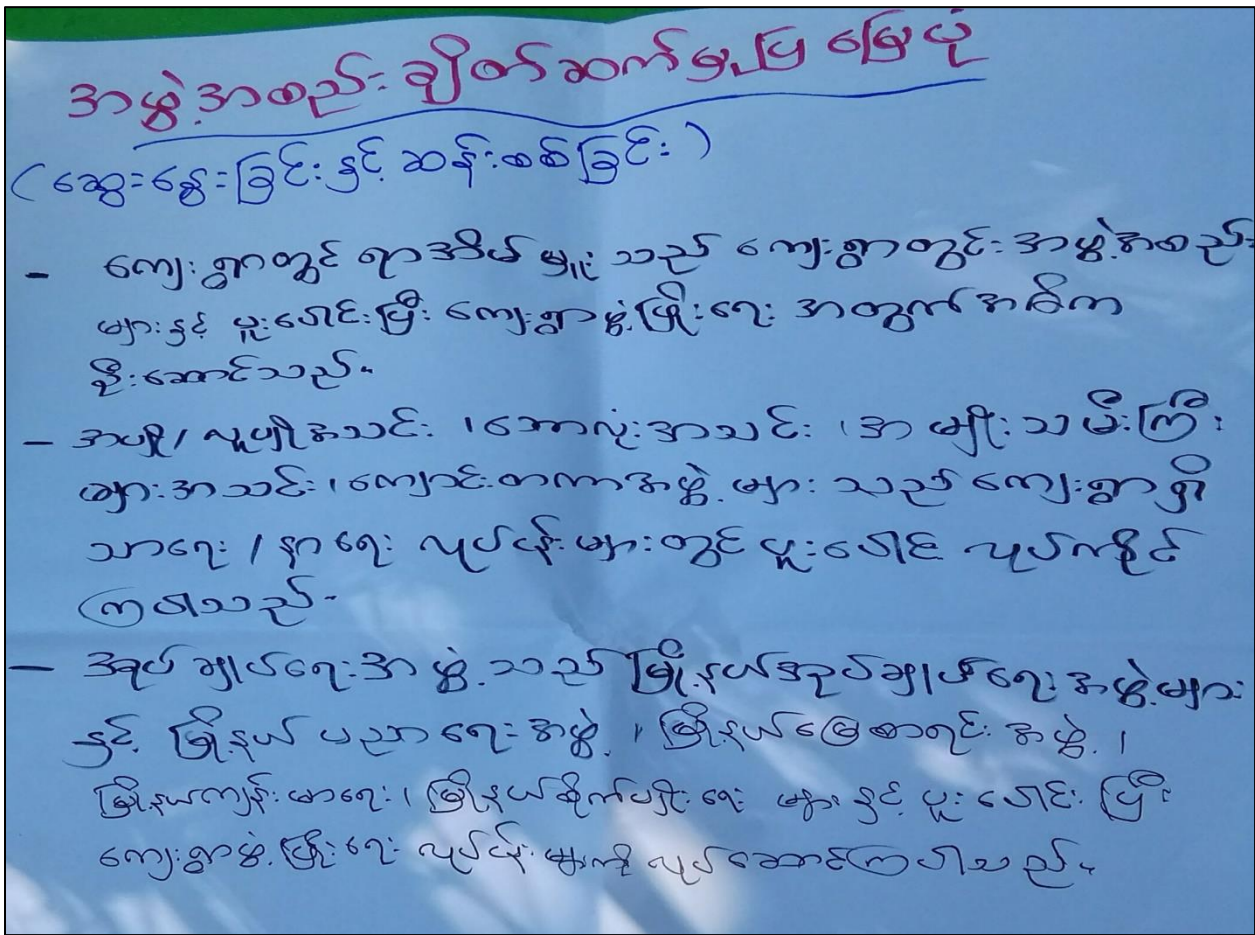 အဖွဲ့အစည်း ချိတ်ဆက်မှုပြ မြေပုံ
(ဆွေးနွေးခြင်းနှင့် ဆန်းစစ်ခြင်း)
- ကျေးရွာတွင် ရာအိမ်မှူး သည် ကျေးရွာတွင်း အဖွဲ့အစည်း
များနှင့် ပူးပေါင်းပြီး ကျေးရွာဖွံ့ဖြိုးရေး အတွက် အဓိက
ဦးဆောင်သည်။
- အပျို/လူပျိုအသင်း ၊ဘောလုံးအသင်း ၊အမျိုးသမီးကြီး
များအသင်း၊ ကျောင်းတကာအဖွဲ့ များ သည် ကျေးရွာရှိ
သာရေး / နာရေး လုပ်ငန်းများတွင် ပူးပေါင်း လုပ်ကိုင်
ကြပါသည်။
- အုပ်ချုပ်ရေးအဖွဲ့ သည် မြို့နယ်အုပ်ချုပ်ရေး အဖွဲ့များ
နှင့် မြို့နယ် ပညာရေး အဖွဲ့ ၊ မြို့နယ်မြေစာရင်း အဖွဲ့ ၊
မြို့နယ်ကျန်းမာရေး ၊ မြို့နယ်စိုက်ပျိုးရေး များနှင့် ပူးပေါင်းပြီး
ကျေးရွာဖွံ့ဖြိုးရေး လုပ်ငန်းများကို လုပ်ဆောင်ကြပါသည်။